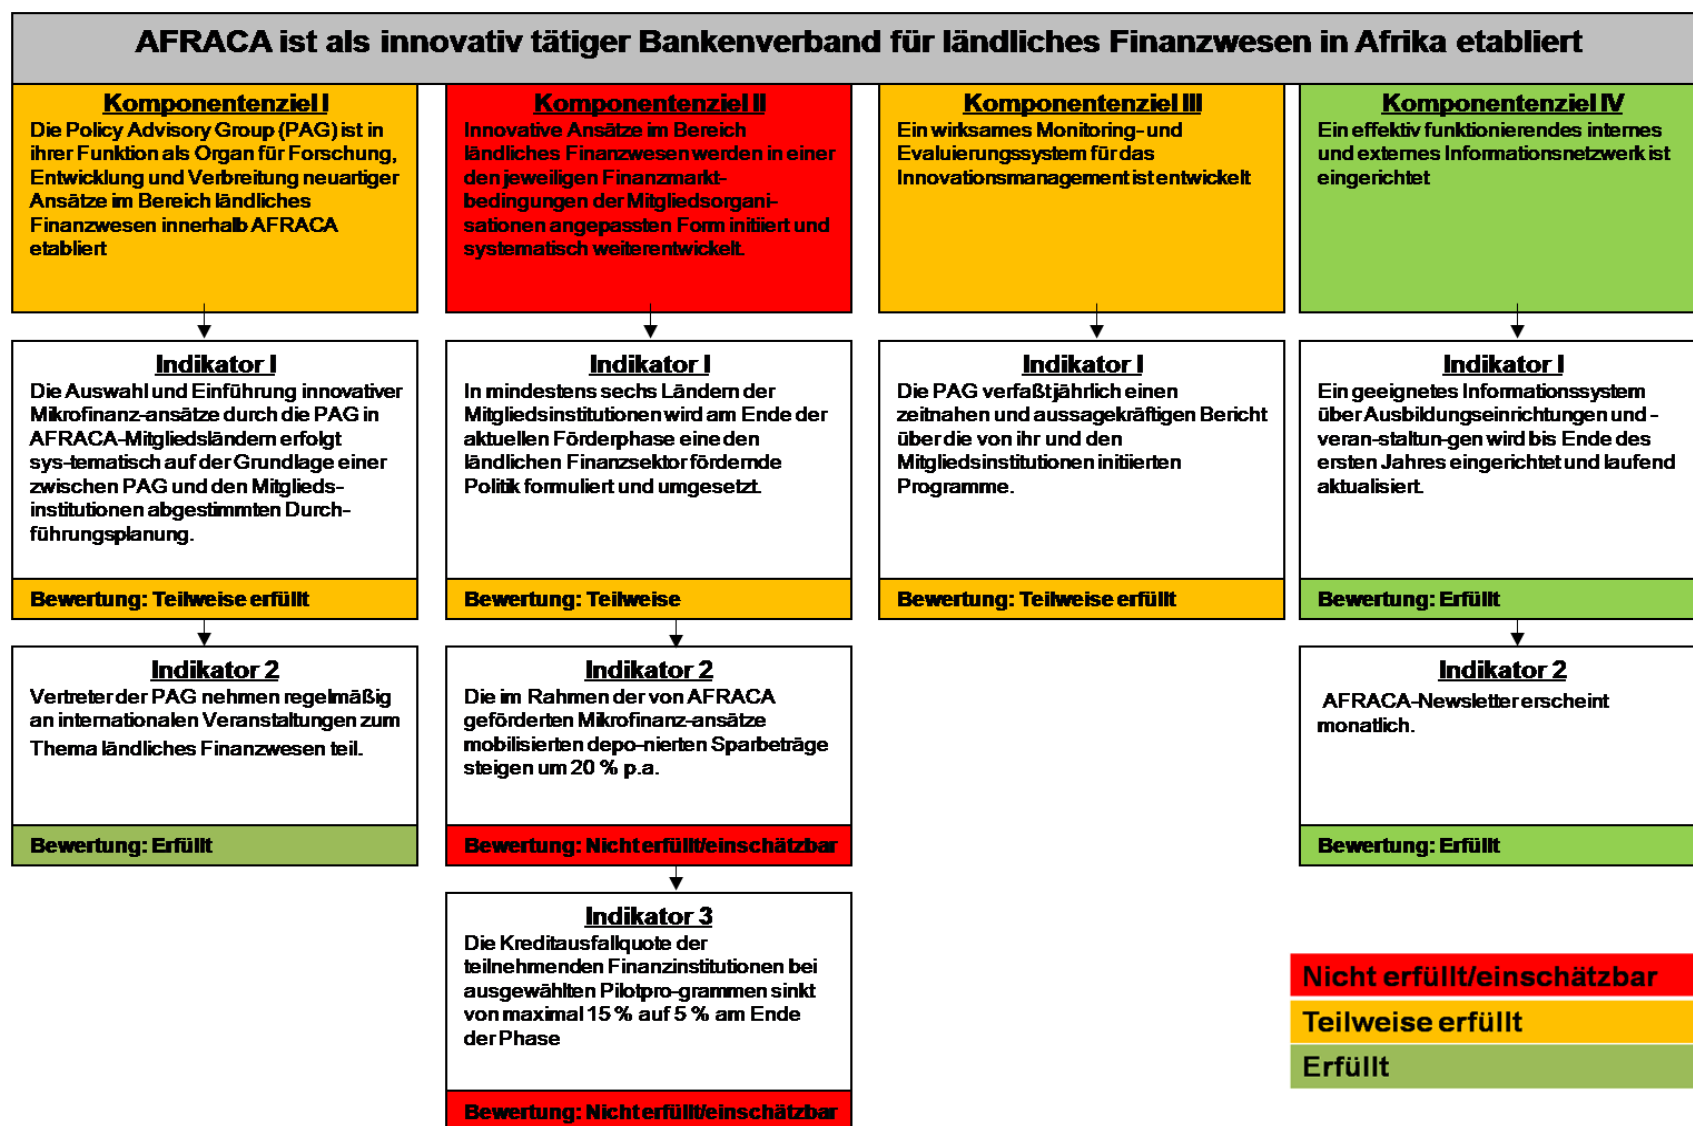 AFRACA ist als innovativ tätiger Bankenverband für ländliches Finanzwesen in Afrika etabliert
Komponentenziel I
Die Policy Advisory Group (PAG) ist in
ihrer Funktion als Organ für Forschung,
Entwicklung und Verbreitung neuartiger
Ansätze im Bereich ländliches
Finanzwesen innerhalb AFRACA
etabliert
Indikator I
Die Auswahl und Einführung innovativer
Mikrofinanz-ansätze durch die PAG in
AFRACA-Mitgliedsländern erfolgt
sys-tematisch auf der Grundlage einer
zwischen PAG und den Mitglieds-
institutionen abgestimmten Durch-
führungsplanung.
Bewertung: Teilweise erfüllt
Indikator 2
Vertreter der PAG nehmen regelmäßig
an internationalen Veranstaltungen zum
Thema ländliches Finanzwesen teil.
Bewertung: Erfüllt
Komponentenziel II
Innovative Ansätze im Bereich
ländliches Finanzwesen werden in einer
den jeweiligen Finanzmarkt-
bedingungen der Mitgliedsorgani-
sationen angepassten Form initiiert und
systematisch weiterentwickelt.
Indikator I
In mindestens sechs Ländern der
Mitgliedsinstitutionen wird am Ende der
aktuellen Förderphase eine den
ländlichen Finanzsektor fördernde
Politik formuliert und umgesetzt.
Bewertung: Teilweise
Indikator 2
Die im Rahmen der von AFRACA
geförderten Mikrofinanz-ansätze
mobilisierten depo-nierten Sparbeträge
steigen um 20 % p.a.
Bewertung: Nicht erfüllt/einschätzbar
Indikator 3
Die Kreditausfallquote der
teilnehmenden Finanzinstitutionen bei
ausgewählten Pilotpro-grammen sinkt
von maximal 15 % auf 5 % am Ende
der Phase
Bewertung: Nicht erfüllt/einschätzbar
Komponentenziel III
Ein wirksames Monitoring- und
Evaluierungssystem für das
Innovationsmanagement ist entwickelt
Indikator I
Die PAG verfaßt jährlich einen
zeitnahen und aussagekräftigen Bericht
über die von ihr und den
Mitgliedsinstitutionen initiierten
Programme.
Bewertung: Teilweise erfüllt
Komponentenziel IV
Ein effektiv funktionierendes internes
und externes Informationsnetzwerk ist
eingerichtet
Indikator I
Ein geeignetes Informationssystem
über Ausbildungseinrichtungen und -
veran-staltun-gen wird bis Ende des
ersten Jahres eingerichtet und laufend
aktualisiert.
Bewertung: Erfüllt
Indikator 2
AFRACA-Newsletter erscheint
monatlich.
Bewertung: Erfüllt
Nicht erfüllt/einschätzbar
Teilweise erfüllt
Erfüllt